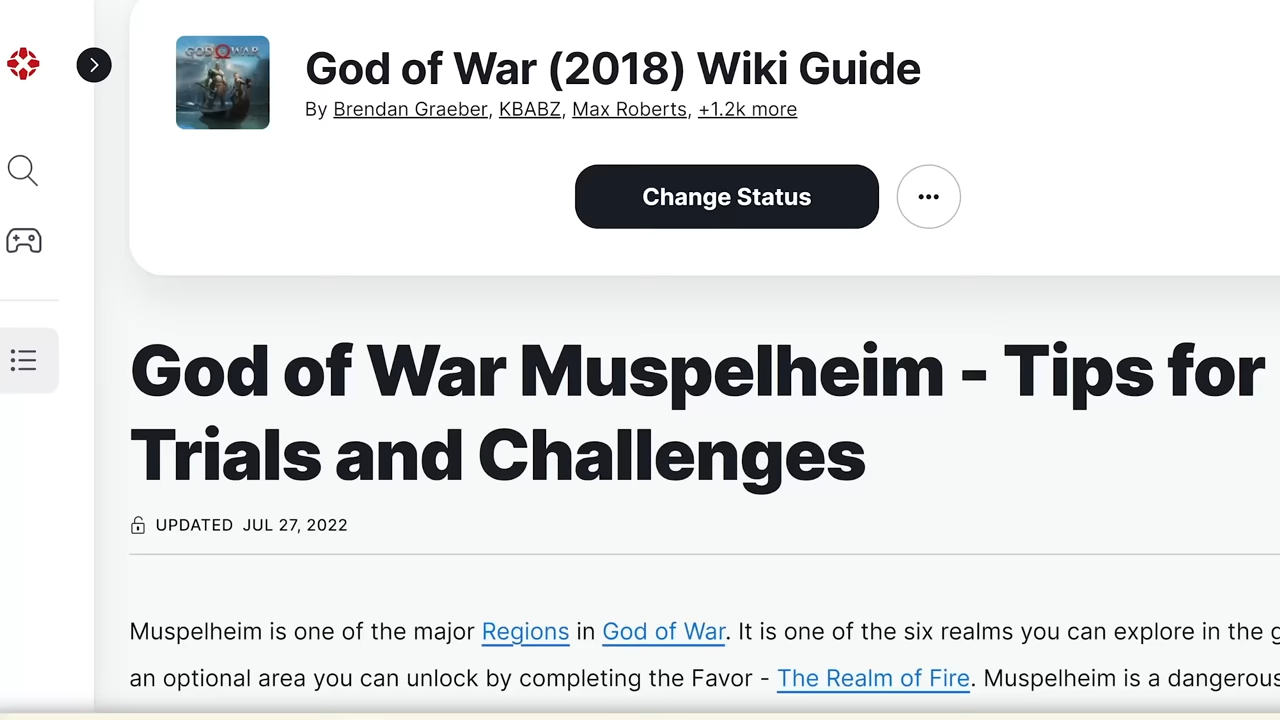 GOD OF WAR
God of War (2018) Wiki Guide
By Brendan Graeber, KBABZ, Max Roberts, +1.2k more
Change Status
God of War Muspelheim - Tips for
Trials and Challenges
UPDATED JUL 27, 2022
Muspelheim is one of the major Regions in God of War. It is one of the six realms you can explore in the g
an optional area you can unlock by completing the Favor - The Realm of Fire. Muspelheim is a dangerous